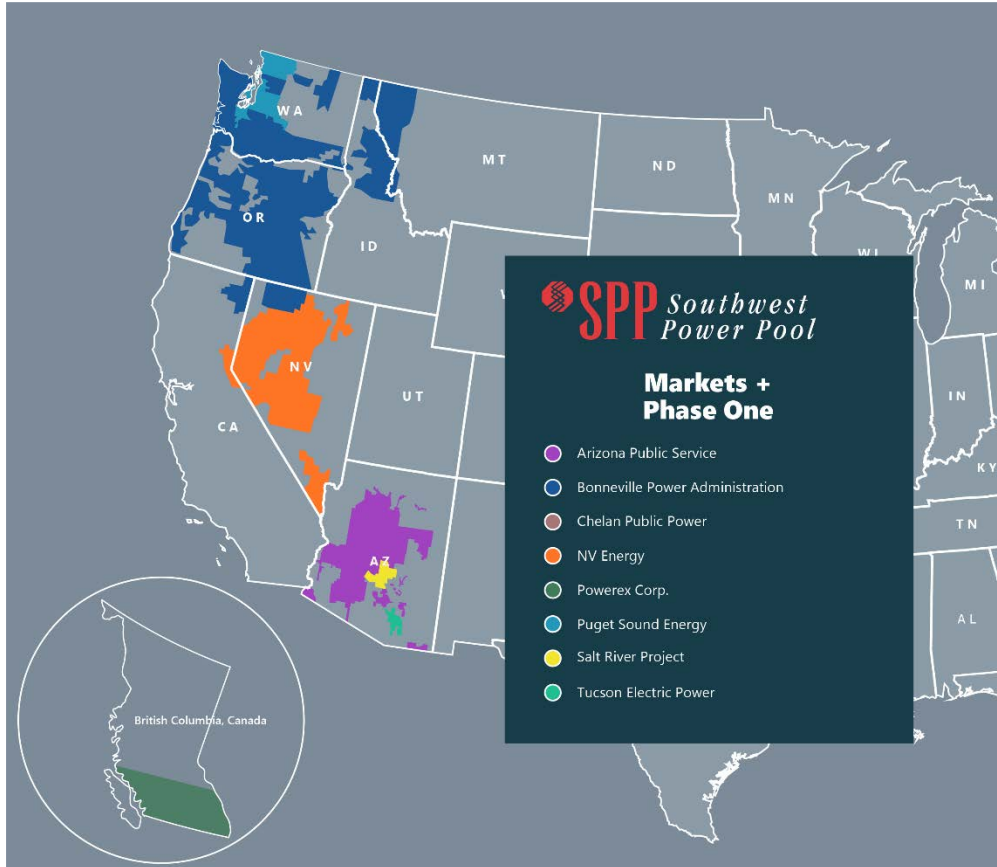 WA
MT
ND
MN
OR
ID
WI
MI
SPP Southwest
Power Pool
Markets +
Phase One
NV
UT
IN
CA
Arizona Public Service
KY
Bonneville Power Administration
Chelan Public Power
TN
NV Energy
AZ
Powerex Corp.
Puget Sound Energy
AL
Salt River Project
Tucson Electric Power
British Columbia, Canada